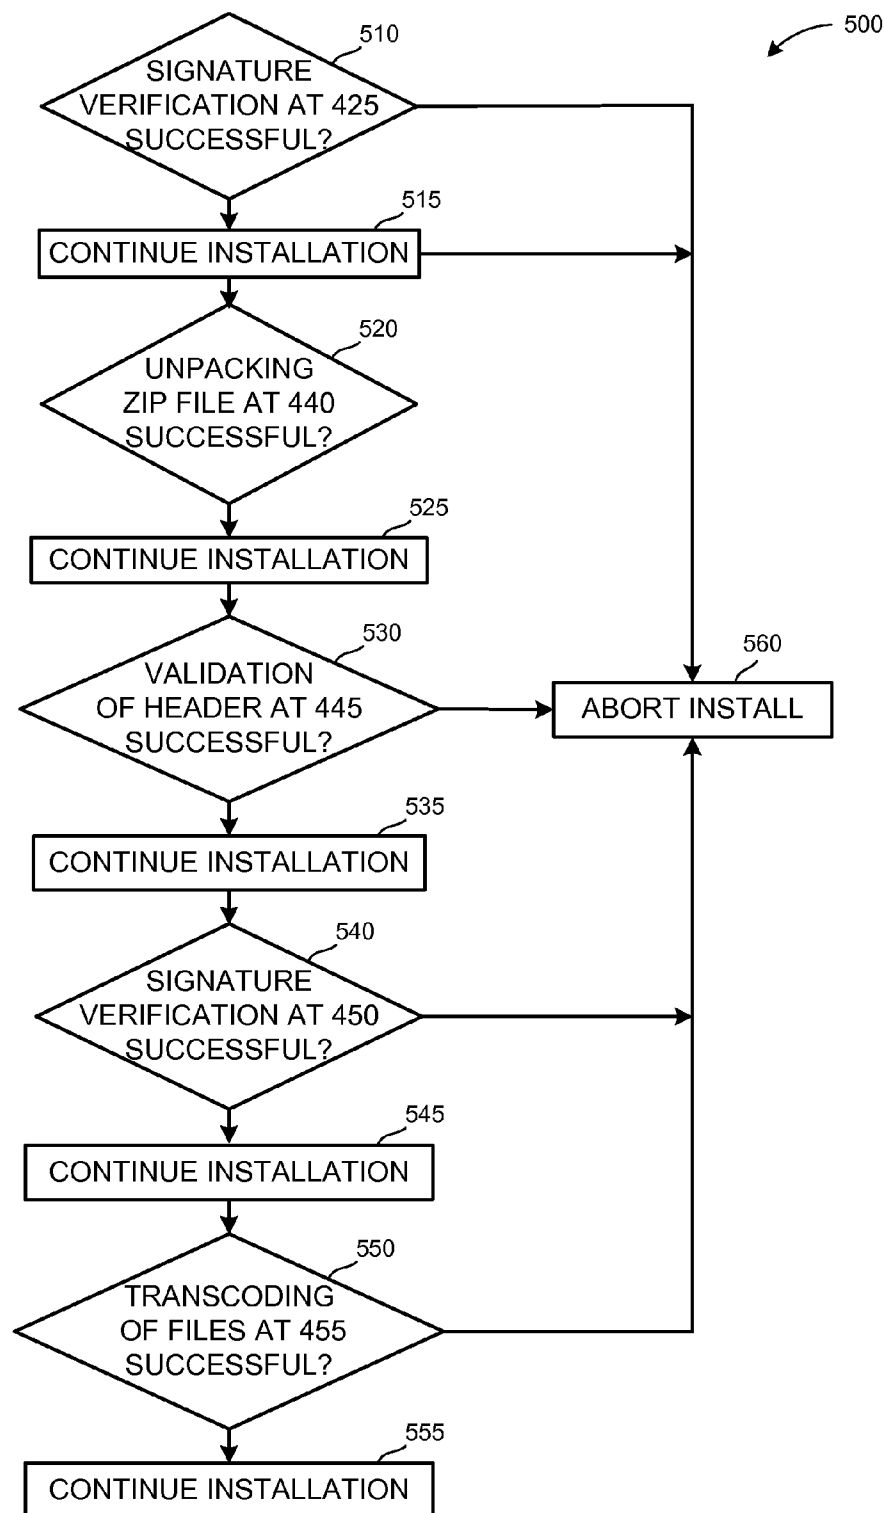 500
510
SIGNATURE
VERIFICATION AT 425
SUCCESSFUL?
515
CONTINUE INSTALLATION
520
UNPACKING
ZIP FILE AT 440
SUCCESSFUL?
525
CONTINUE INSTALLATION
530
VALIDATION
OF HEADER AT 445
SUCCESSFUL?
560
ABORT INSTALL
535
CONTINUE INSTALLATION
540
SIGNATURE
VERIFICATION AT 450
SUCCESSFUL?
545
CONTINUE INSTALLATION
550
TRANSCODING
OF FILES AT 455
SUCCESSFUL?
555
CONTINUE INSTALLATION